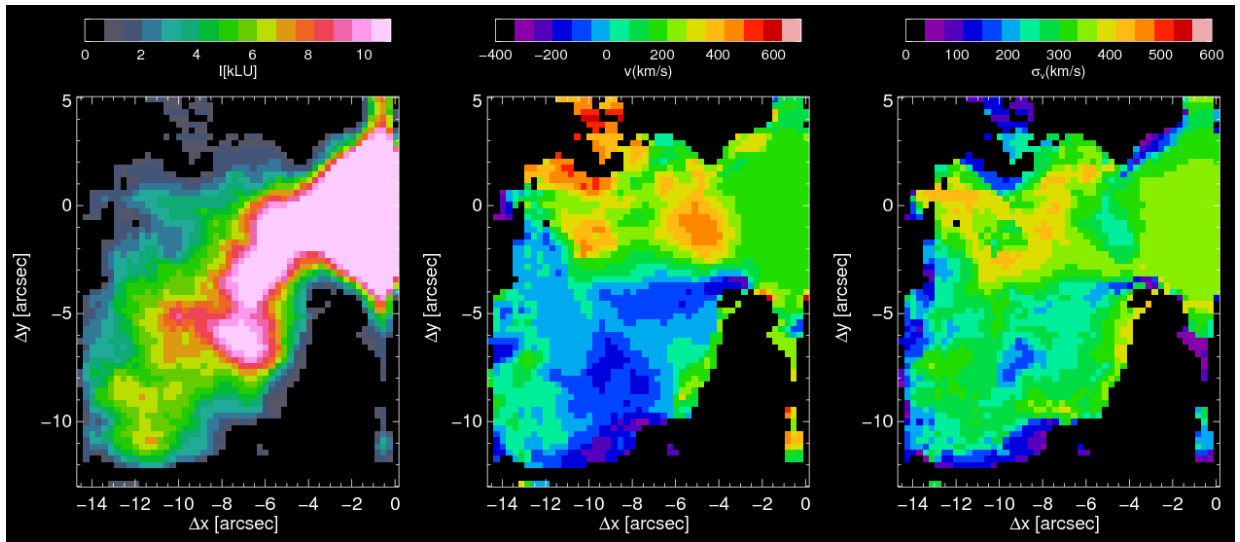 0 2 4 6 8 10
I[kLU]
−400 −200 0 200 400 600
v(km/s)
0 100 200 300 400 500 600
σv(km/s)
5
0
−5
−10
Δy [arcsec]
−14 −12 −10 −8 −6 −4 −2 0
Δx [arcsec]
5
0
−5
−10
Δy [arcsec]
−14 −12 −10 −8 −6 −4 −2 0
Δx [arcsec]
5
0
−5
−10
Δy [arcsec]
−14 −12 −10 −8 −6 −4 −2 0
Δx [arcsec]